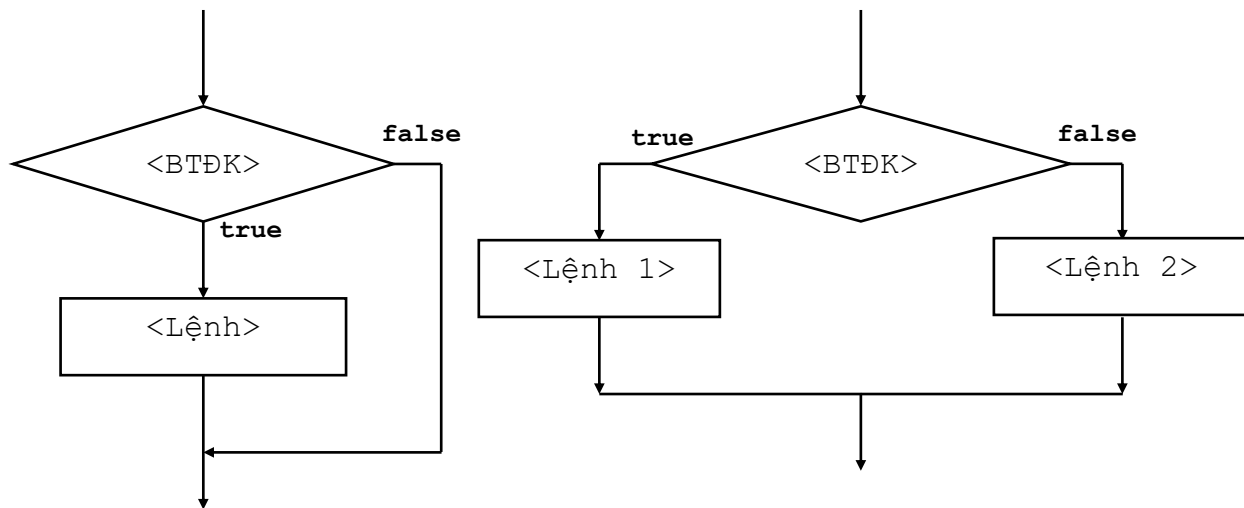 <BTĐK>
false
true
<Lệnh>
<BTĐK>
true
false
<Lệnh 1>
<Lệnh 2>